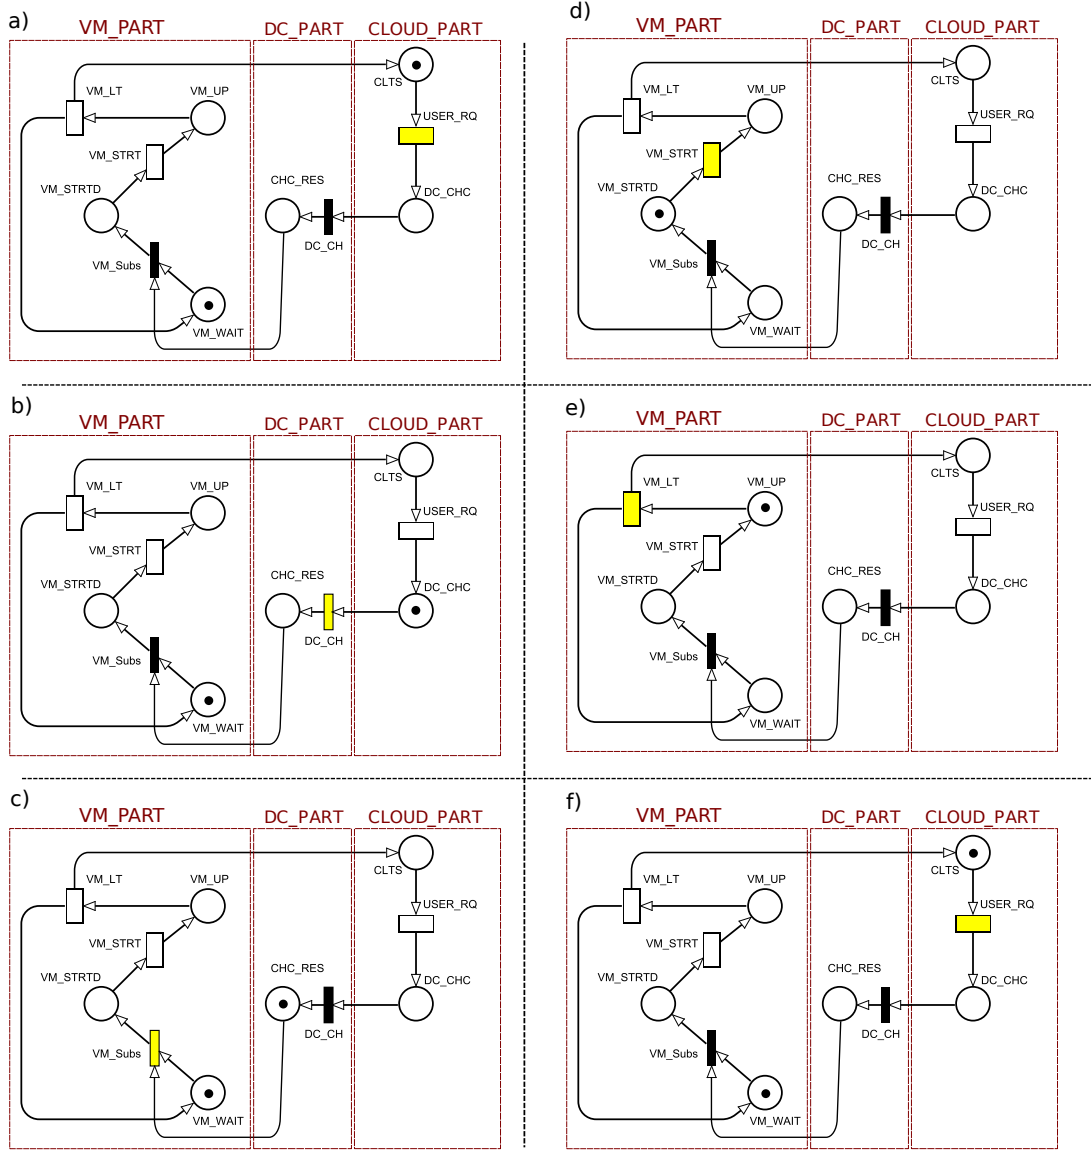 a)
VM_PART
DC_PART
CLOUD_PART
CLTS
VM_LT
VM_UP
USER_RQ
VM_STRT
CHC_RES
VM_STRTD
DC_CHC
DC_CH
VM_Subs
VM_WAIT
d)
VM_PART
DC_PART
CLOUD_PART
CLTS
VM_LT
VM_UP
USER_RQ
VM_STRT
CHC_RES
VM_STRTD
DC_CHC
DC_CH
VM_Subs
VM_WAIT
b)
VM_PART
DC_PART
CLOUD_PART
CLTS
VM_LT
VM_UP
USER_RQ
VM_STRT
CHC_RES
VM_STRTD
DC_CHC
DC_CH
VM_Subs
VM_WAIT
e)
VM_PART
DC_PART
CLOUD_PART
CLTS
VM_LT
VM_UP
USER_RQ
VM_STRT
CHC_RES
VM_STRTD
DC_CHC
DC_CH
VM_Subs
VM_WAIT
c)
VM_PART
DC_PART
CLOUD_PART
CLTS
VM_LT
VM_UP
USER_RQ
VM_STRT
CHC_RES
VM_STRTD
DC_CHC
DC_CH
VM_Subs
VM_WAIT
f)
VM_PART
DC_PART
CLOUD_PART
CLTS
VM_LT
VM_UP
USER_RQ
VM_STRT
CHC_RES
VM_STRTD
DC_CHC
DC_CH
VM_Subs
VM_WAIT